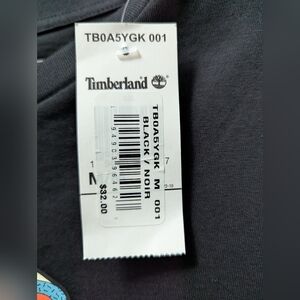 TB0A5YGK 001
Timberland
TB0A5YGK M 001
BLACK / NOIR
$32.00